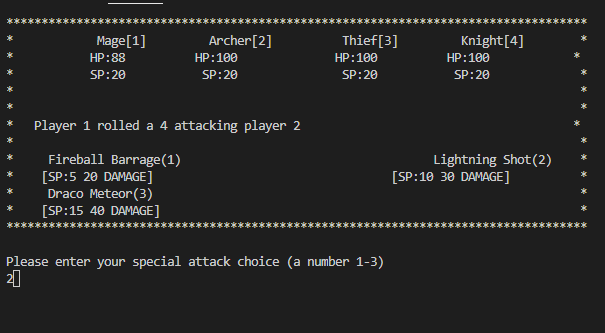 ***********************************************************************************
* Mage[1] Archer[2] Thief[3] Knight[4] *
* HP:88 HP:100 HP:100 HP:100 *
* SP:20 SP:20 SP:20 SP:20 *
* *
* *
* Player 1 rolled a 4 attacking player 2 *
* *
* Fireball Barrage(1) Lightning Shot(2) *
* [SP:5 20 DAMAGE] [SP:10 30 DAMAGE] *
* Draco Meteor(3) *
* [SP:15 40 DAMAGE] *
***********************************************************************************
Please enter your special attack choice (a number 1-3)
2